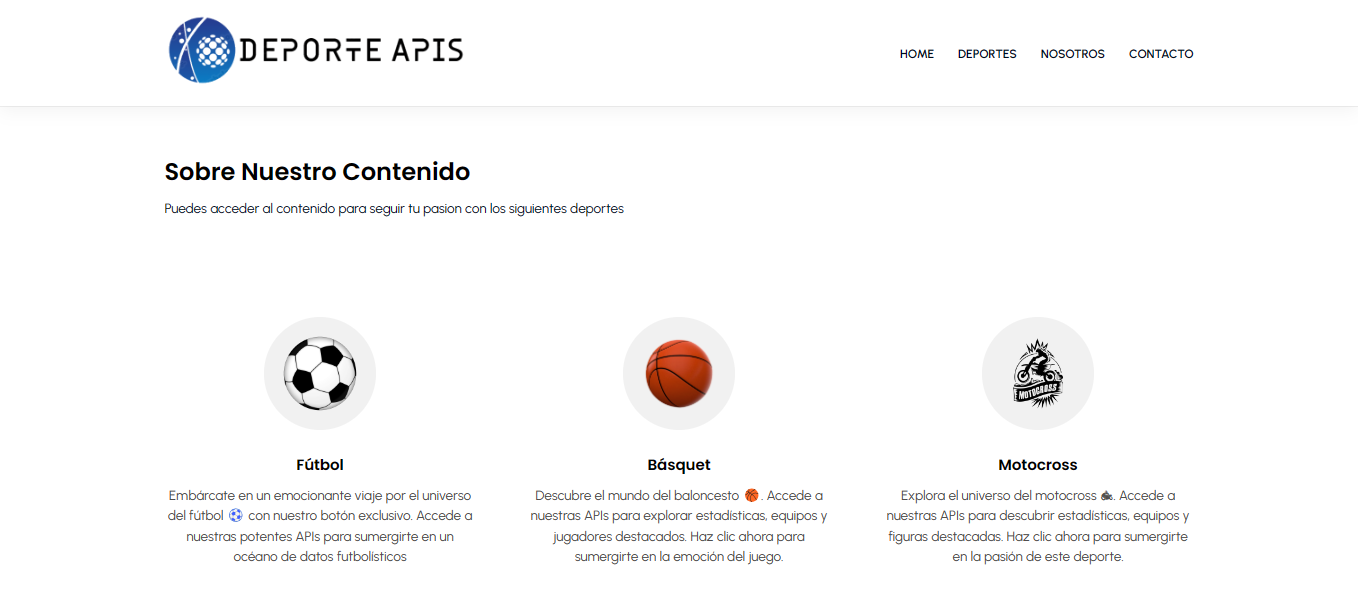 DEPORTE APIS
HOME DEPORTES NOSOTROS CONTACTO
Sobre Nuestro Contenido
Puedes acceder al contenido para seguir tu pasion con los siguientes deportes
MOTOCROSS
Fútbol
Embárcate en un emocionante viaje por el universo
del fútbol ⚽ con nuestro botón exclusivo. Accede a
nuestras potentes APIs para sumergirte en un
océano de datos futbolísticos
Básquet
Descubre el mundo del baloncesto 🏀. Accede a
nuestras APIs para explorar estadísticas, equipos y
jugadores destacados. Haz clic ahora para
sumergirte en la emoción del juego.
Motocross
Explora el universo del motocross 🏍. Accede a
nuestras APIs para descubrir estadísticas, equipos y
figuras destacadas. Haz clic ahora para sumergirte
en la pasión de este deporte.